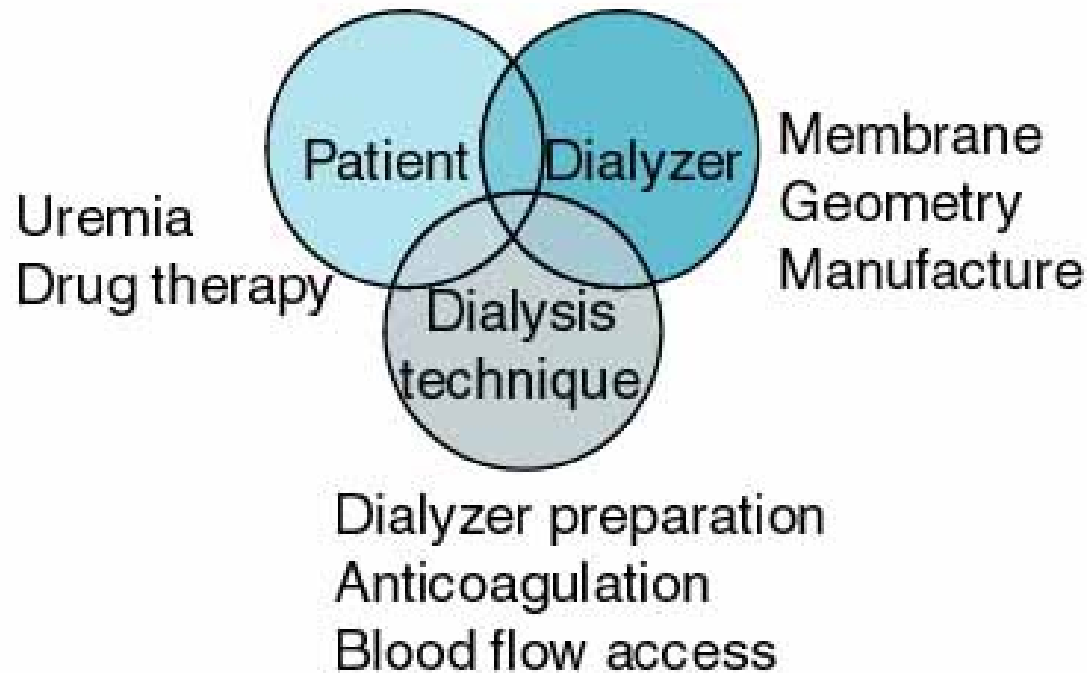 Patient
Dialyzer
Uremia
Drug therapy
Membrane
Geometry
Manufacture
Dialysis
technique
Dialyzer preparation
Anticoagulation
Blood flow access